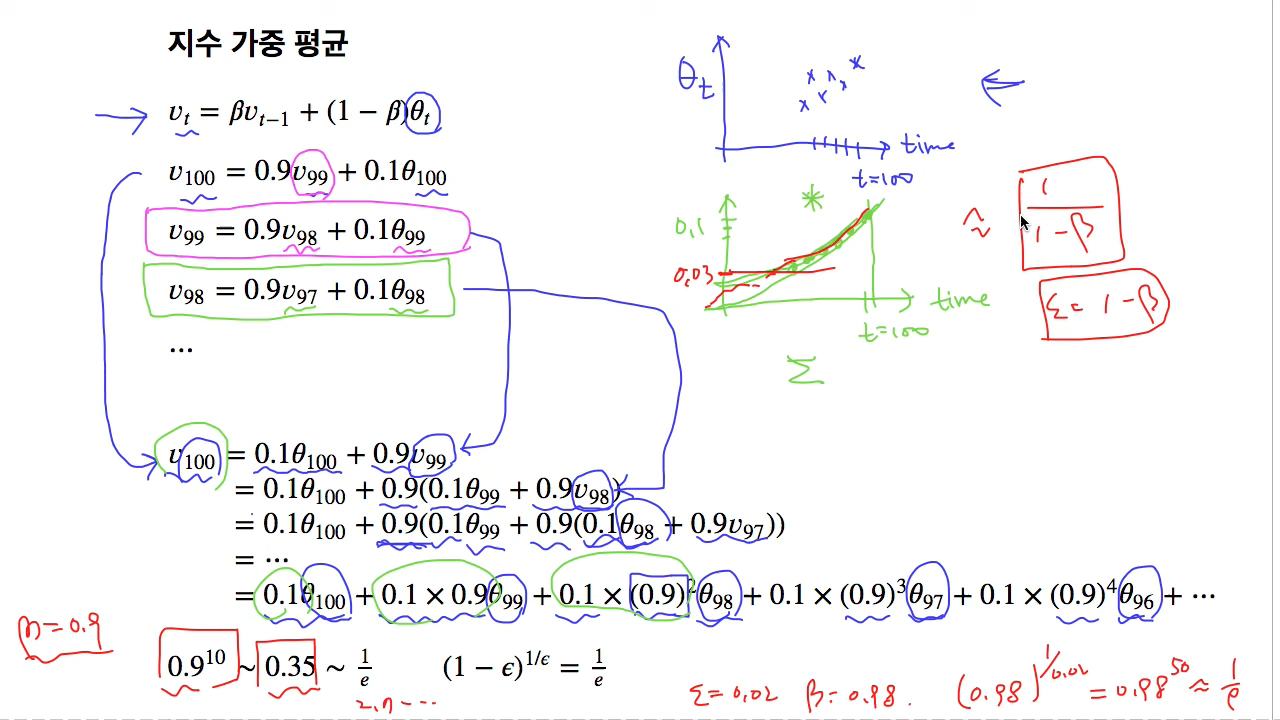 지수 가중 평균
v_t = βv_{t−1} + (1 − β)θ_t
v_100 = 0.9v_99 + 0.1θ_100
v_99 = 0.9v_98 + 0.1θ_99
v_98 = 0.9v_97 + 0.1θ_98
...
v_100 = 0.1θ_100 + 0.9v_99
= 0.1θ_100 + 0.9(0.1θ_99 + 0.9v_98)
= 0.1θ_100 + 0.9(0.1θ_99 + 0.9(0.1θ_98 + 0.9v_97))
= ⋯
= 0.1θ_100 + 0.1 × 0.9θ_99 + 0.1 × (0.9)^2θ_98 + 0.1 × (0.9)^3θ_97 + 0.1 × (0.9)^4θ_96 + ⋯
β=0.9
0.9^10 ~ 0.35 ~ 1/e
(1 − ϵ)^{1/ϵ} = 1/e
2.7...
θ_t
time
t=100
0.1
0.03
time
t=100
Σ
≈ 1/(1−β)
ε = 1−β
ε=0.02 β=0.98. (0.98)^{1/0.02} = 0.98^50 ≈ 1/e